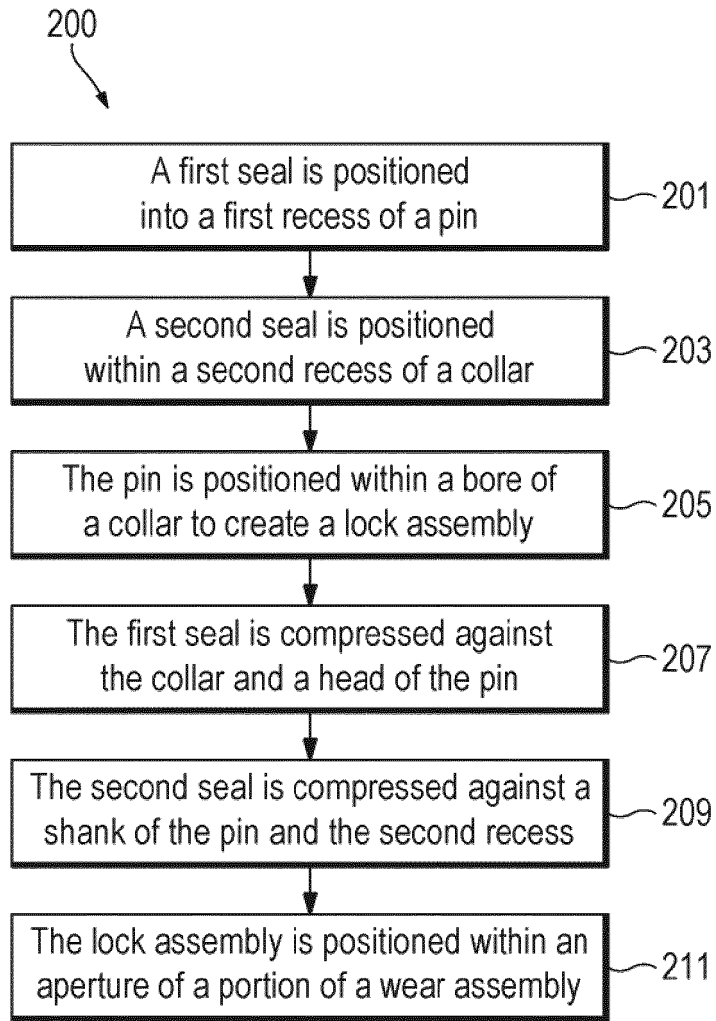 200
A first seal is positioned
into a first recess of a pin
201
A second seal is positioned
within a second recess of a collar
203
The pin is positioned within a bore of
a collar to create a lock assembly
205
The first seal is compressed against
the collar and a head of the pin
207
The second seal is compressed against a
shank of the pin and the second recess
209
The lock assembly is positioned within an
aperture of a portion of a wear assembly
211